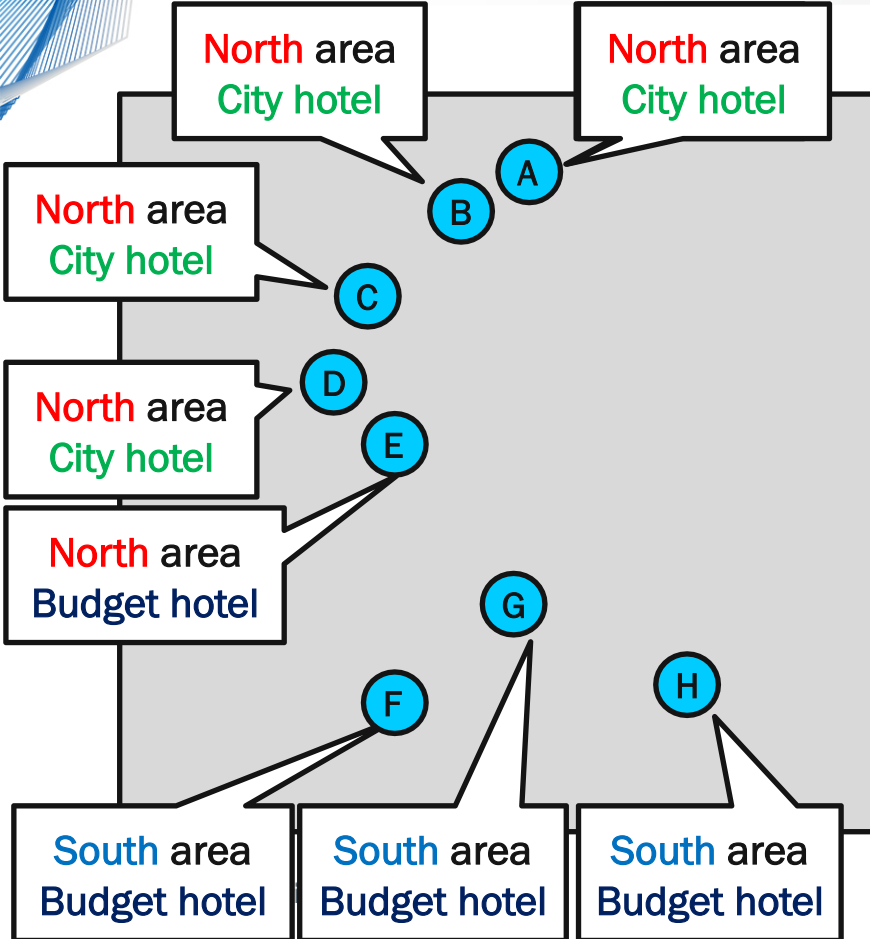 North area
City hotel
North area
City hotel
A
B
North area
City hotel
C
North area
City hotel
D
E
North area
Budget hotel
G
H
F
South area
Budget hotel
South area
Budget hotel
South area
Budget hotel